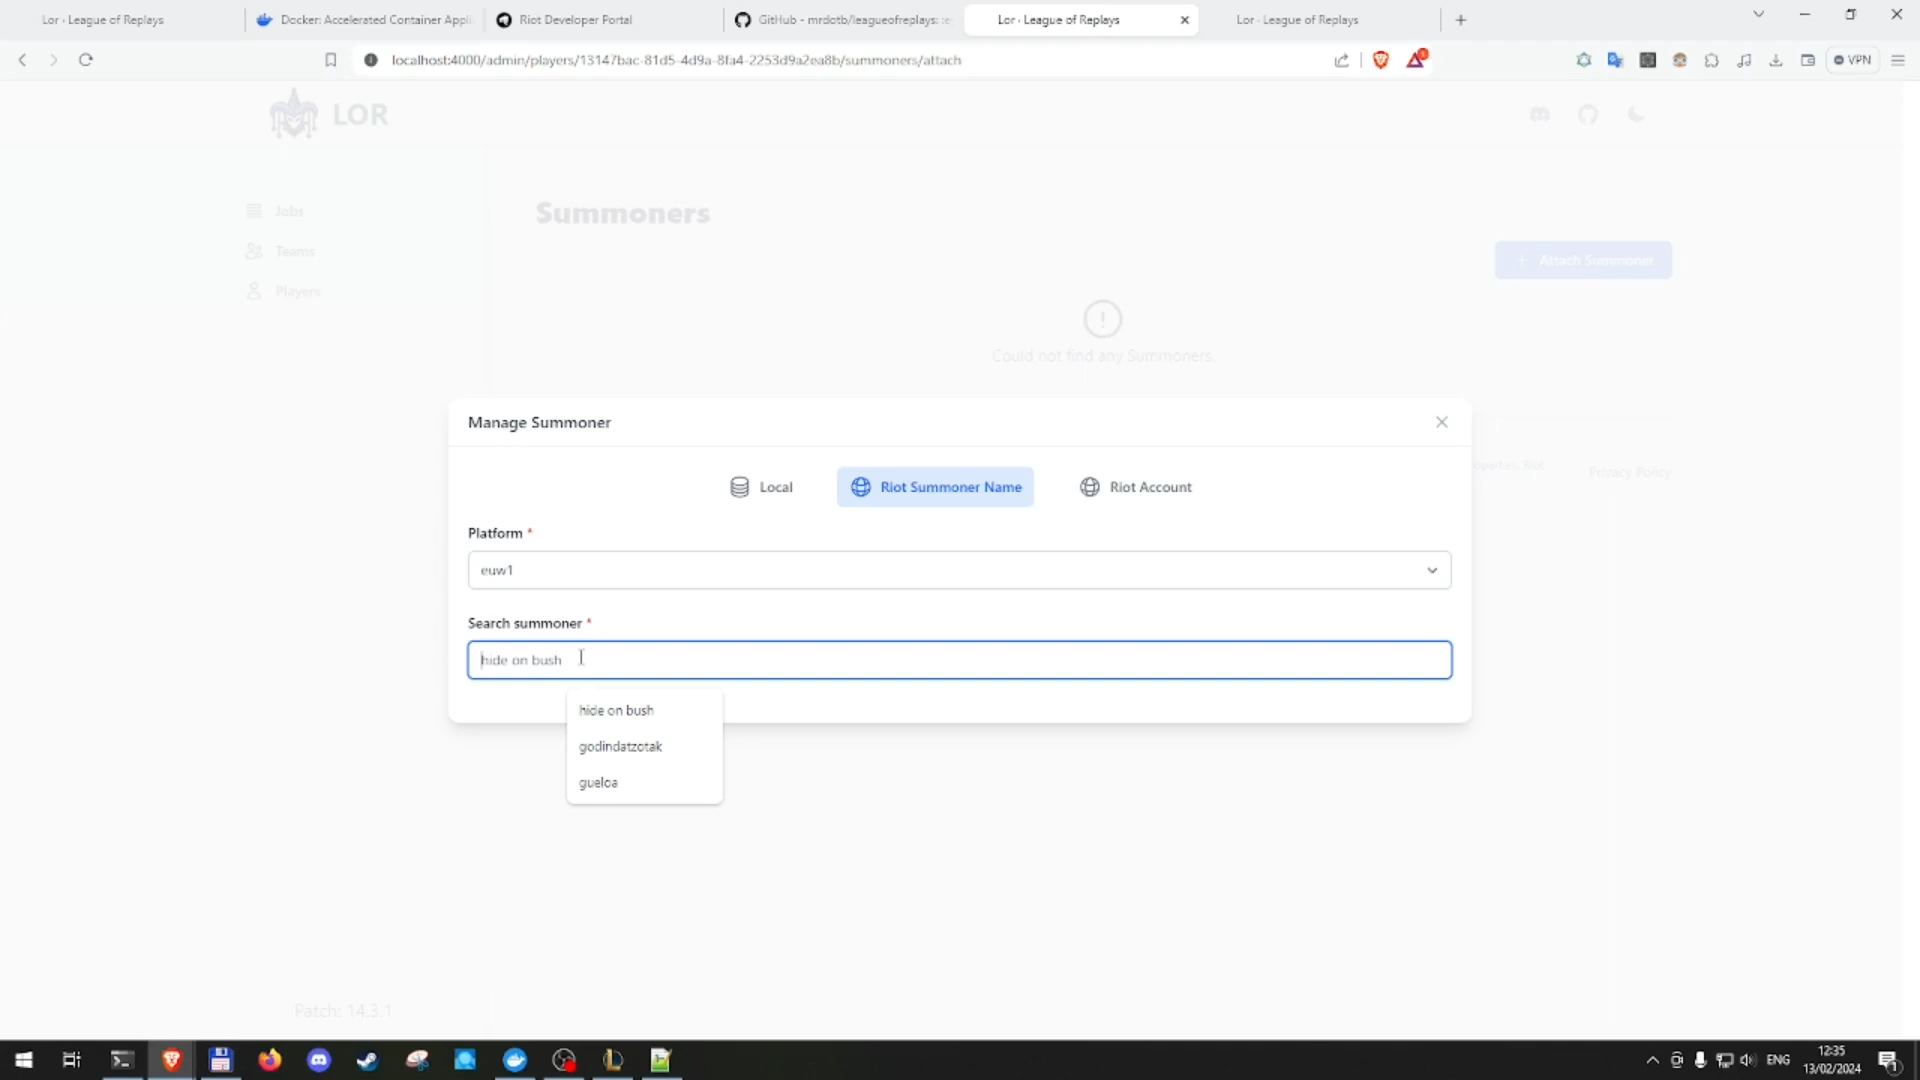 Lor · League of Replays
Docker: Accelerated Container Appli
Riot Developer Portal
GitHub - mrdotb/leagueofreplays: re
Lor · League of Replays
Lor · League of Replays
localhost:4000/admin/players/13147bac-81d5-4d9a-8fa4-2253d9a2ea8b/summoners/attach
VPN
LOR
Jobs
Teams
Players
Summoners
Attach Summoner
Could not find any Summoners
Manage Summoner
Local
Riot Summoner Name
Riot Account
Privacy Policy
Platform *
euw1
Search summoner *
hide on bush
hide on bush
godindatzotak
gueloa
Patch: 14.3.1
ENG
12:35
13/02/2024